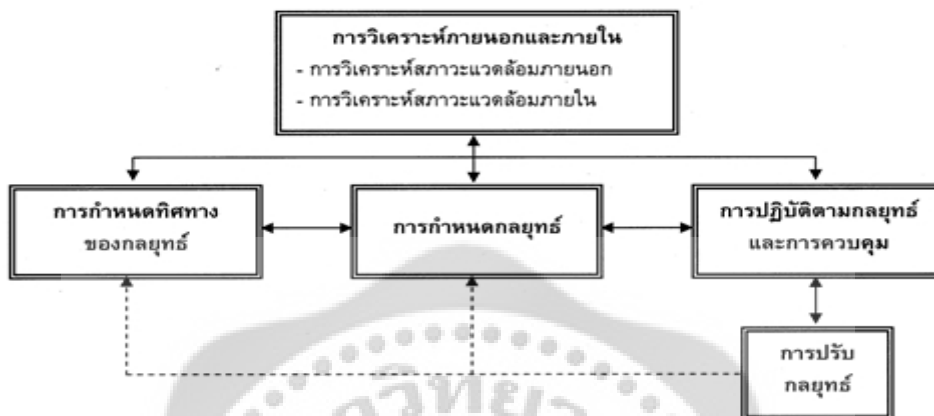 การวิเคราะห์ภายนอกและภายใน
- การวิเคราะห์สภาวะแวดล้อมภายนอก
- การวิเคราะห์สภาวะแวดล้อมภายใน
การกำหนดทิศทาง
ของกลยุทธ์
การกำหนดกลยุทธ์
การปฏิบัติตามกลยุทธ์
และการควบคุม
การปรับ
กลยุทธ์